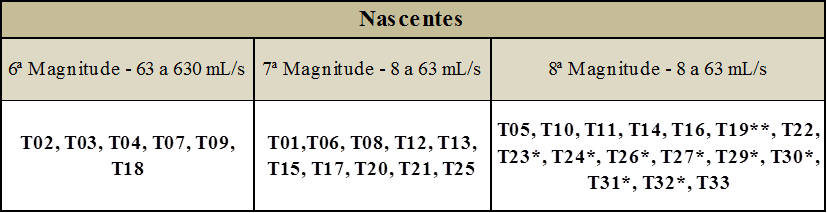 Nascentes
6ª Magnitude - 63 a 630 mL/s
7ª Magnitude - 8 a 63 mL/s
8ª Magnitude - 8 a 63 mL/s
T02, T03, T04, T07, T09,
T18
T01,T06, T08, T12, T13,
T15, T17, T20, T21, T25
T05, T10, T11, T14, T16, T19**, T22,
T23*, T24*, T26*, T27*, T29*, T30*,
T31*, T32*, T33